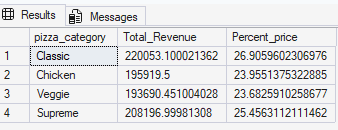 Results Messages
pizza_category Total_Revenue Percent_price
1 Classic 220053.100021362 26.9059602306976
2 Chicken 195919.5 23.9551375322885
3 Veggie 193690.451004028 23.6825910258677
4 Supreme 208196.99981308 25.4563112111462